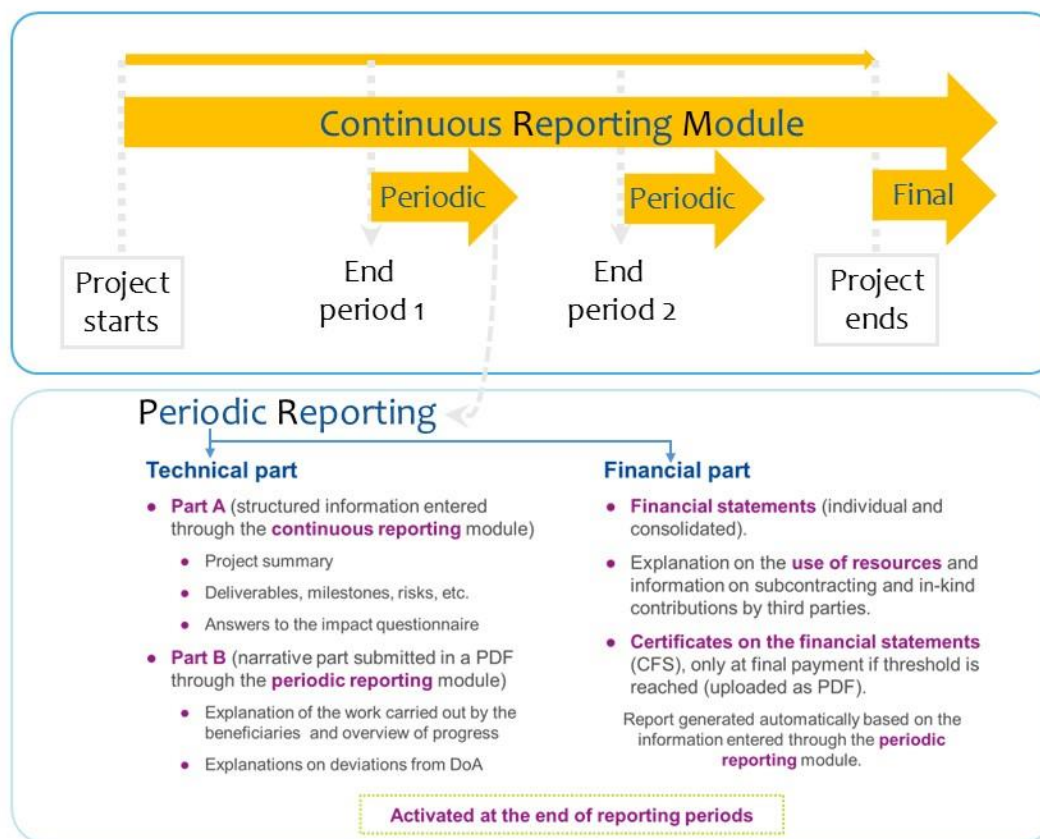 Continuous Reporting Module
Periodic
Periodic
Final
Project
starts
End
period 1
End
period 2
Project
ends
Periodic Reporting
Technical part
• Part A (structured information entered
through the continuous reporting module)
• Project summary
• Deliverables, milestones, risks, etc.
• Answers to the impact questionnaire
• Part B (narrative part submitted in a PDF
through the periodic reporting module)
• Explanation of the work carried out by the
beneficiaries and overview of progress
• Explanations on deviations from DoA
Financial part
• Financial statements (individual and
consolidated).
• Explanation on the use of resources and
information on subcontracting and in-kind
contributions by third parties.
• Certificates on the financial statements
(CFS), only at final payment if threshold is
reached (uploaded as PDF).
Report generated automatically based on the
information entered through the periodic
reporting module.
Activated at the end of reporting periods